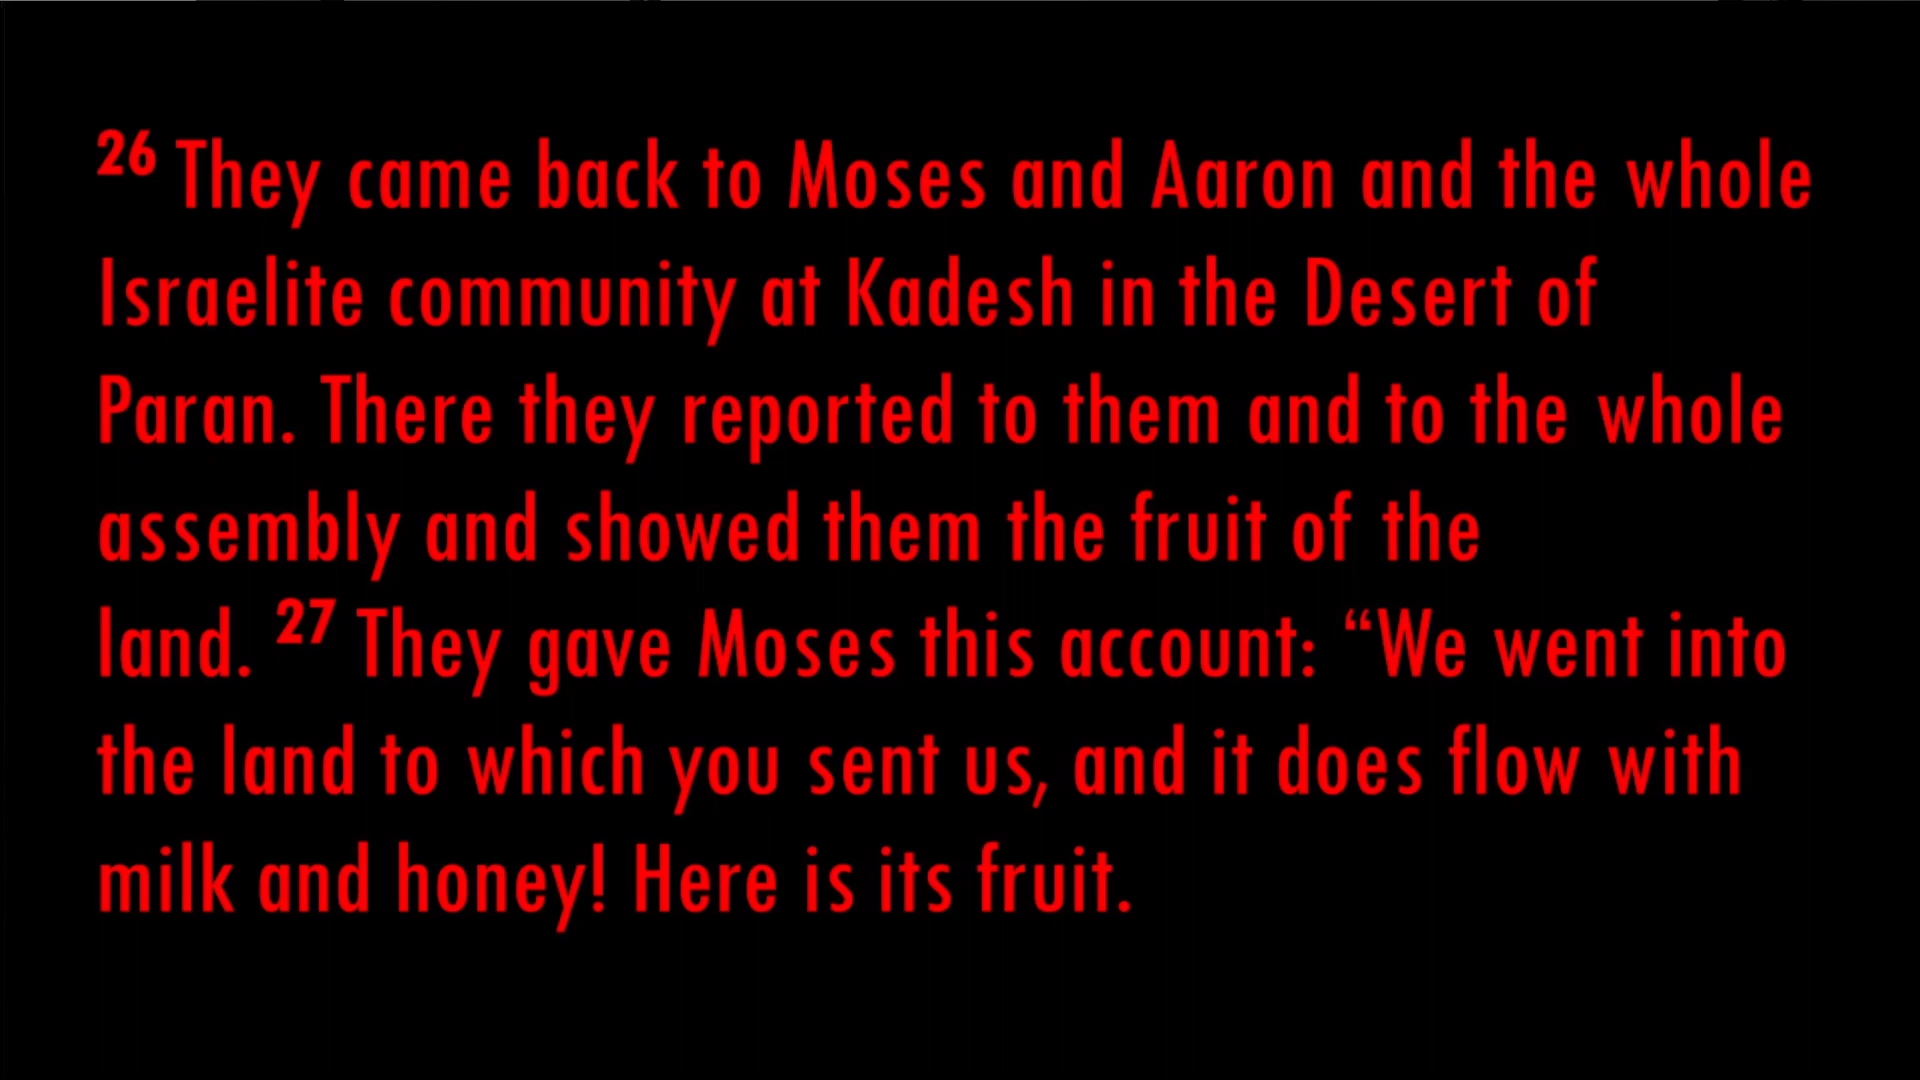 26 They came back to Moses and Aaron and the whole
Israelite community at Kadesh in the Desert of
Paran. There they reported to them and to the whole
assembly and showed them the fruit of the
land. 27 They gave Moses this account: “We went into
the land to which you sent us, and it does flow with
milk and honey! Here is its fruit.